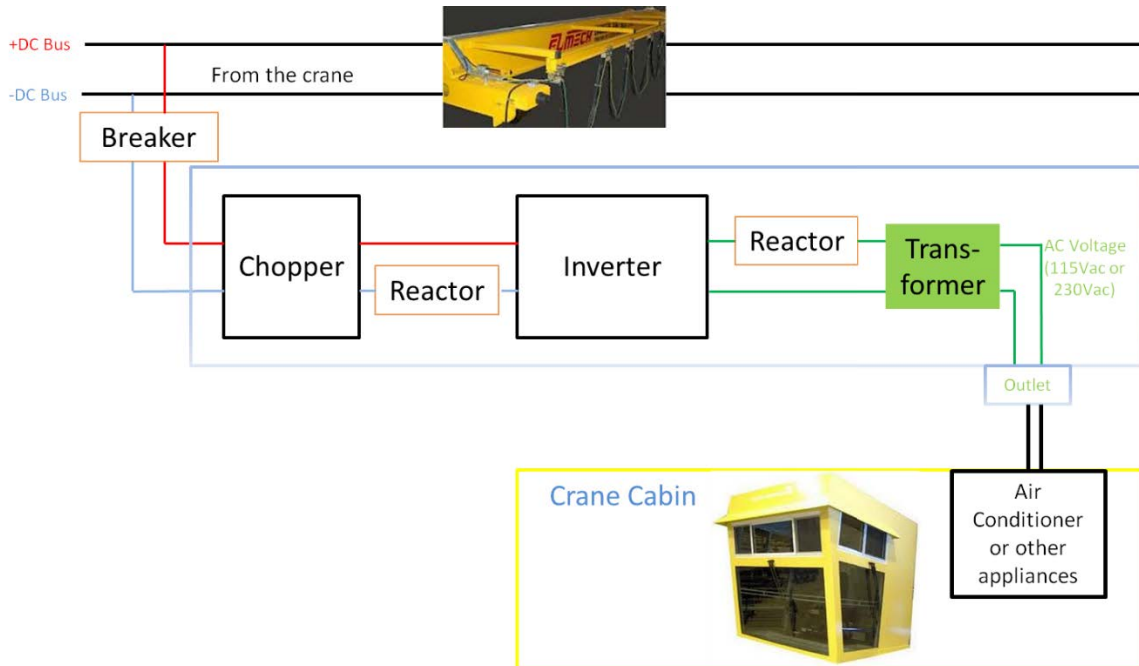 +DC Bus
From the crane
-DC Bus
Breaker
Chopper
Reactor
Inverter
Reactor
Trans-
former
AC Voltage
(115Vac or
230Vac)
Outlet
Crane Cabin
Air
Conditioner
or other
appliances